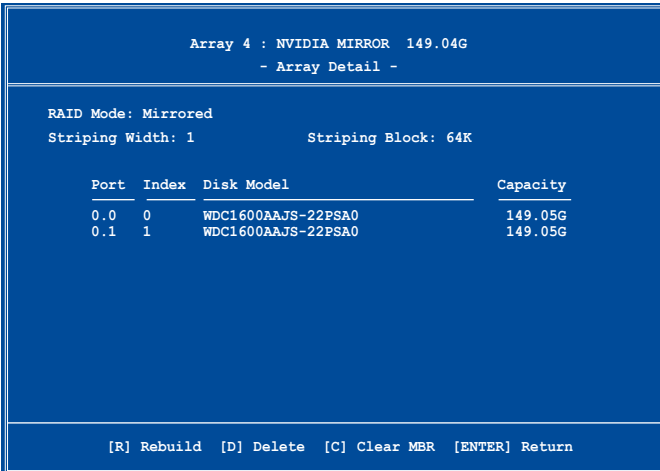 Array 4 : NVIDIA MIRROR 149.04G
- Array Detail -
RAID Mode: Mirrored
Striping Width: 1 Striping Block: 64K
Port Index Disk Model Capacity
0.0 0 WDC1600AAJS-22PSA0 149.05G
0.1 1 WDC1600AAJS-22PSA0 149.05G
[R] Rebuild [D] Delete [C] Clear MBR [ENTER] Return